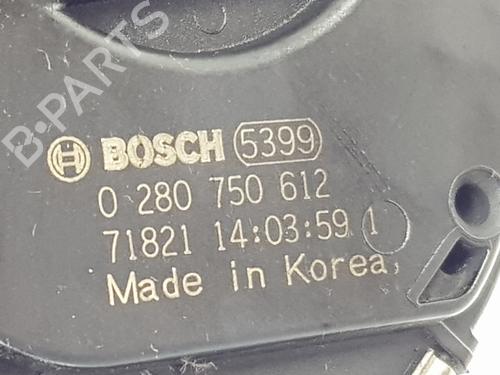 BOSCH 5399
0 280 750 612
71821 14:03:59 1
Made in Korea
B-PARTS